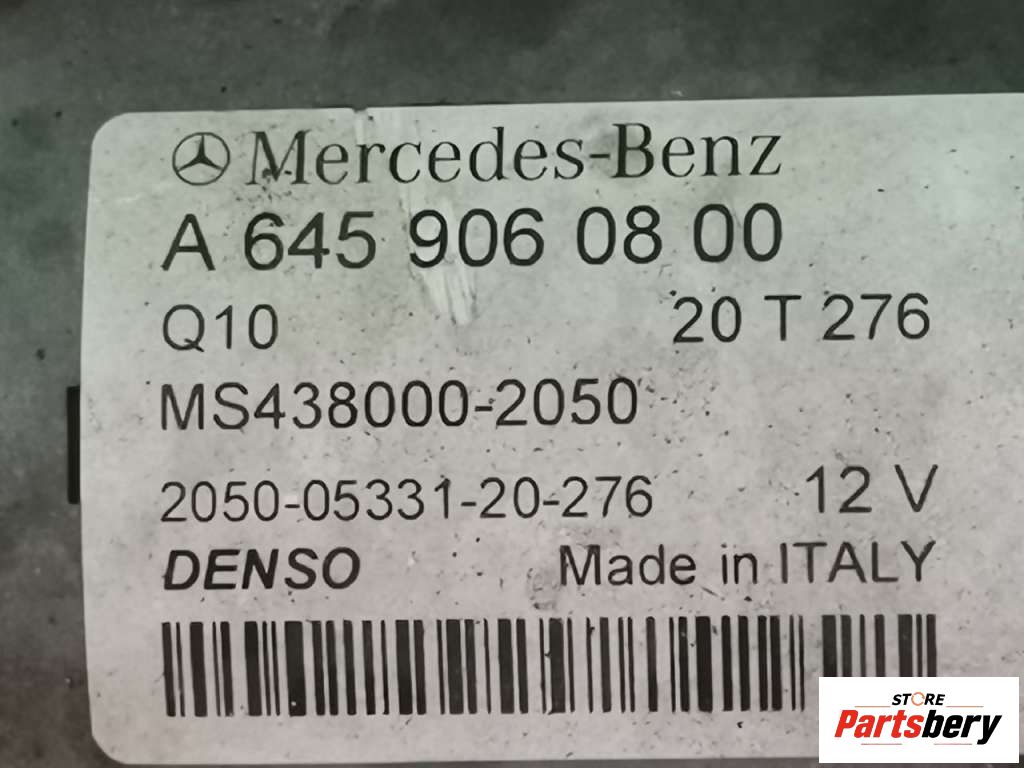 Mercedes-Benz
A 645 906 08 00
Q10 20 T 276
MS438000-2050
2050-05331-20-276 12 V
DENSO Made in ITALY
STORE
Partsbery